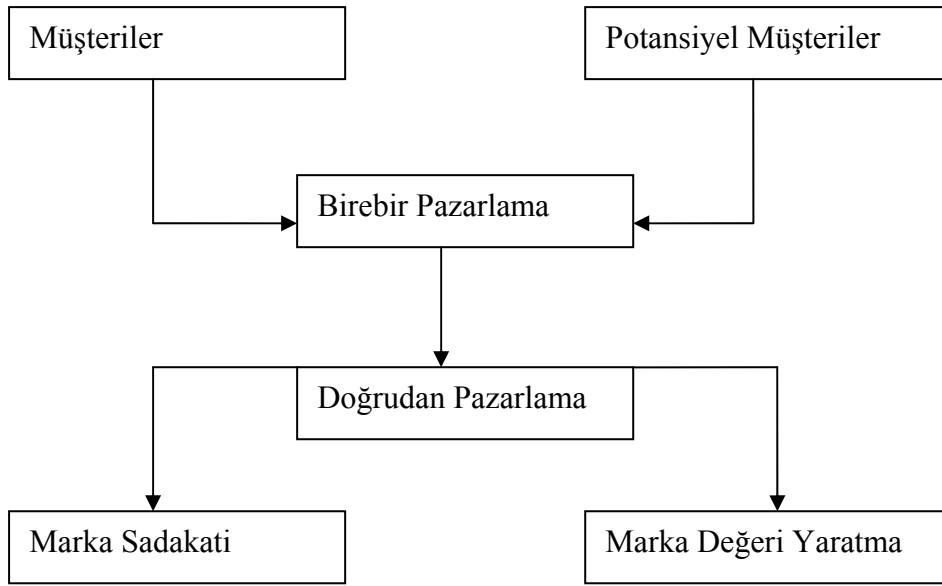 Müşteriler
Potansiyel Müşteriler
Birebir Pazarlama
Doğrudan Pazarlama
Marka Sadakati
Marka Değeri Yaratma